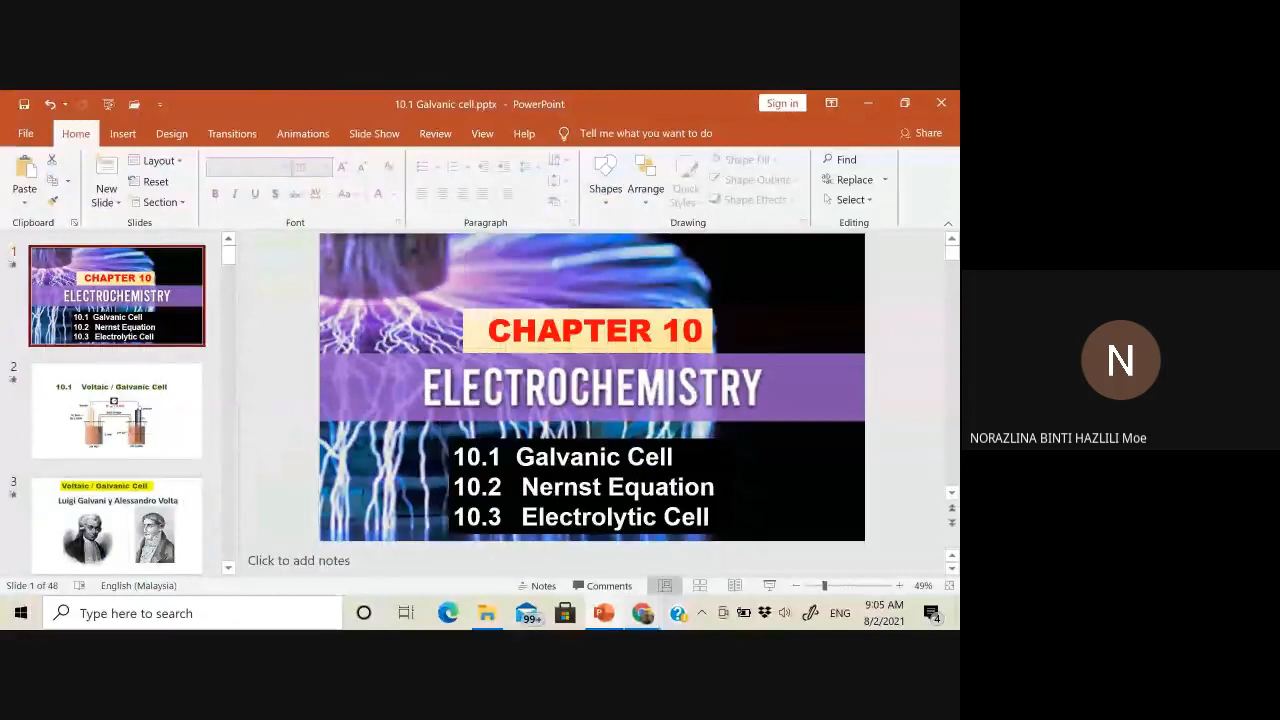 10.1 Galvanic cell.pptx - PowerPoint
Sign in
File Home Insert Design Transitions Animations Slide Show Review View Help Tell me what you want to do Share
Paste
New Slide
Layout
Reset
Section
Shapes
Arrange
Quick Styles
Shape Fill
Shape Outline
Shape Effects
Find
Replace
Select
Clipboard Slides Font Paragraph Drawing Editing
1
CHAPTER 10
ELECTROCHEMISTRY
10.1 Galvanic Cell
10.2 Nernst Equation
10.3 Electrolytic Cell
2
10.1 Voltaic / Galvanic Cell
3
Voltaic / Galvanic Cell
Luigi Galvani y Alessandro Volta
CHAPTER 10
ELECTROCHEMISTRY
10.1 Galvanic Cell
10.2 Nernst Equation
10.3 Electrolytic Cell
Click to add notes
N
NORAZLINA BINTI HAZLILI Moe
Slide 1 of 48 English (Malaysia) Notes Comments 49%
Type here to search
99+
ENG
9:05 AM
8/2/2021
4